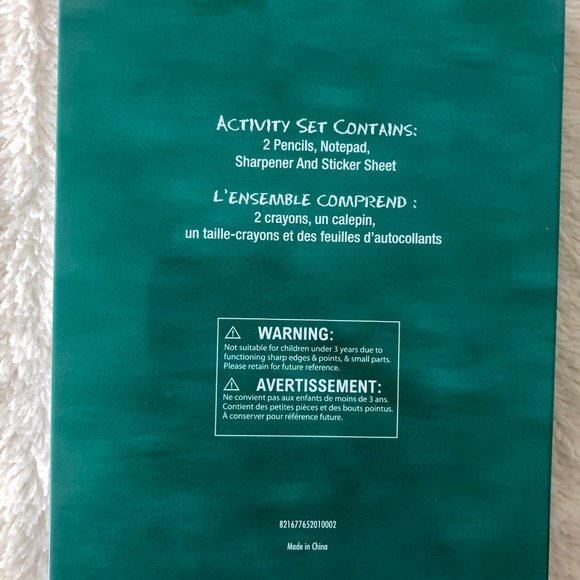 ACTIVITY SET CONTAINS:
2 Pencils, Notepad,
Sharpener And Sticker Sheet
L'ENSEMBLE COMPREND :
2 crayons, un calepin,
un taille-crayons et des feuilles d'autocollants
WARNING:
Not suitable for children under 3 years due to
functioning sharp edges & points, & small parts.
Please retain for future reference.
AVERTISSEMENT:
Ne convient pas aux enfants de moins de 3 ans.
Contient des petites pièces et des bouts pointus.
À conserver pour référence future.
821677652010002
Made in China